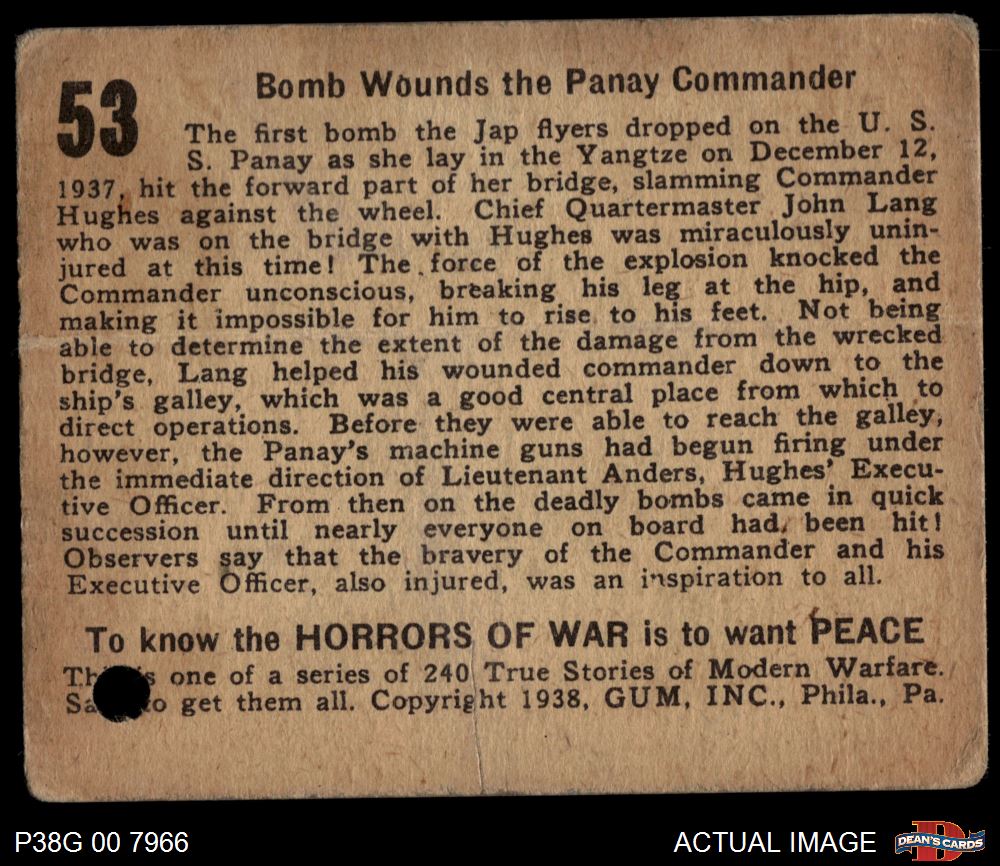 53
Bomb Wounds the Panay Commander
The first bomb the Jap flyers dropped on the U. S.
S. Panay as she lay in the Yangtze on December 12,
1937, hit the forward part of her bridge, slamming Commander
Hughes against the wheel. Chief Quartermaster John Lang
who was on the bridge with Hughes was miraculously unin-
jured at this time! The force of the explosion knocked the
Commander unconscious, breaking his leg at the hip, and
making it impossible for him to rise to his feet. Not being
able to determine the extent of the damage from the wrecked
bridge, Lang helped his wounded commander down to the
ship's galley, which was a good central place from which to
direct operations. Before they were able to reach the galley,
however, the Panay's machine guns had begun firing under
the immediate direction of Lieutenant Anders, Hughes' Execu-
tive Officer. From then on the deadly bombs came in quick
succession until nearly everyone on board had been hit!
Observers say that the bravery of the Commander and his
Executive Officer, also injured, was an inspiration to all.
To know the HORRORS OF WAR is to want PEACE
one of a series of 240 True Stories of Modern Warfare.
to get them all. Copyright 1938, GUM, INC., Phila., Pa.
P38G 00 7966
ACTUAL IMAGE
D
DEAN'S CARDS